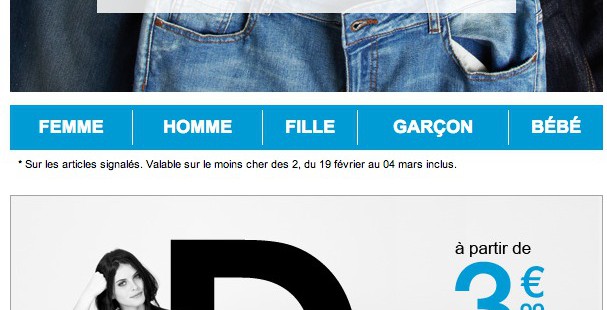 FEMME HOMME FILLE GARÇON BÉBÉ
* Sur les articles signalés. Valable sur le moins cher des 2, du 19 février au 04 mars inclus.
à partir de
D 3 €